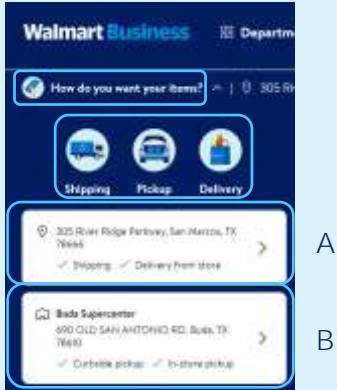 Walmart Business Departm
How do you want your items? | 305 Ri
Shipping Pickup Delivery
305 River Ridge Parkway, San Marcos, TX
78666
Shipping Delivery from store
A
Buda Supercenter
690 OLD SAN ANTONIO RD, Buda, TX
78610
Curbside pickup In-store pickup
B